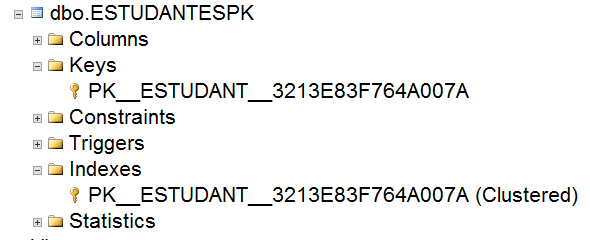 dbo.ESTUDANTESPK
Columns
Keys
PK__ESTUDANT__3213E83F764A007A
Constraints
Triggers
Indexes
PK__ESTUDANT__3213E83F764A007A (Clustered)
Statistics